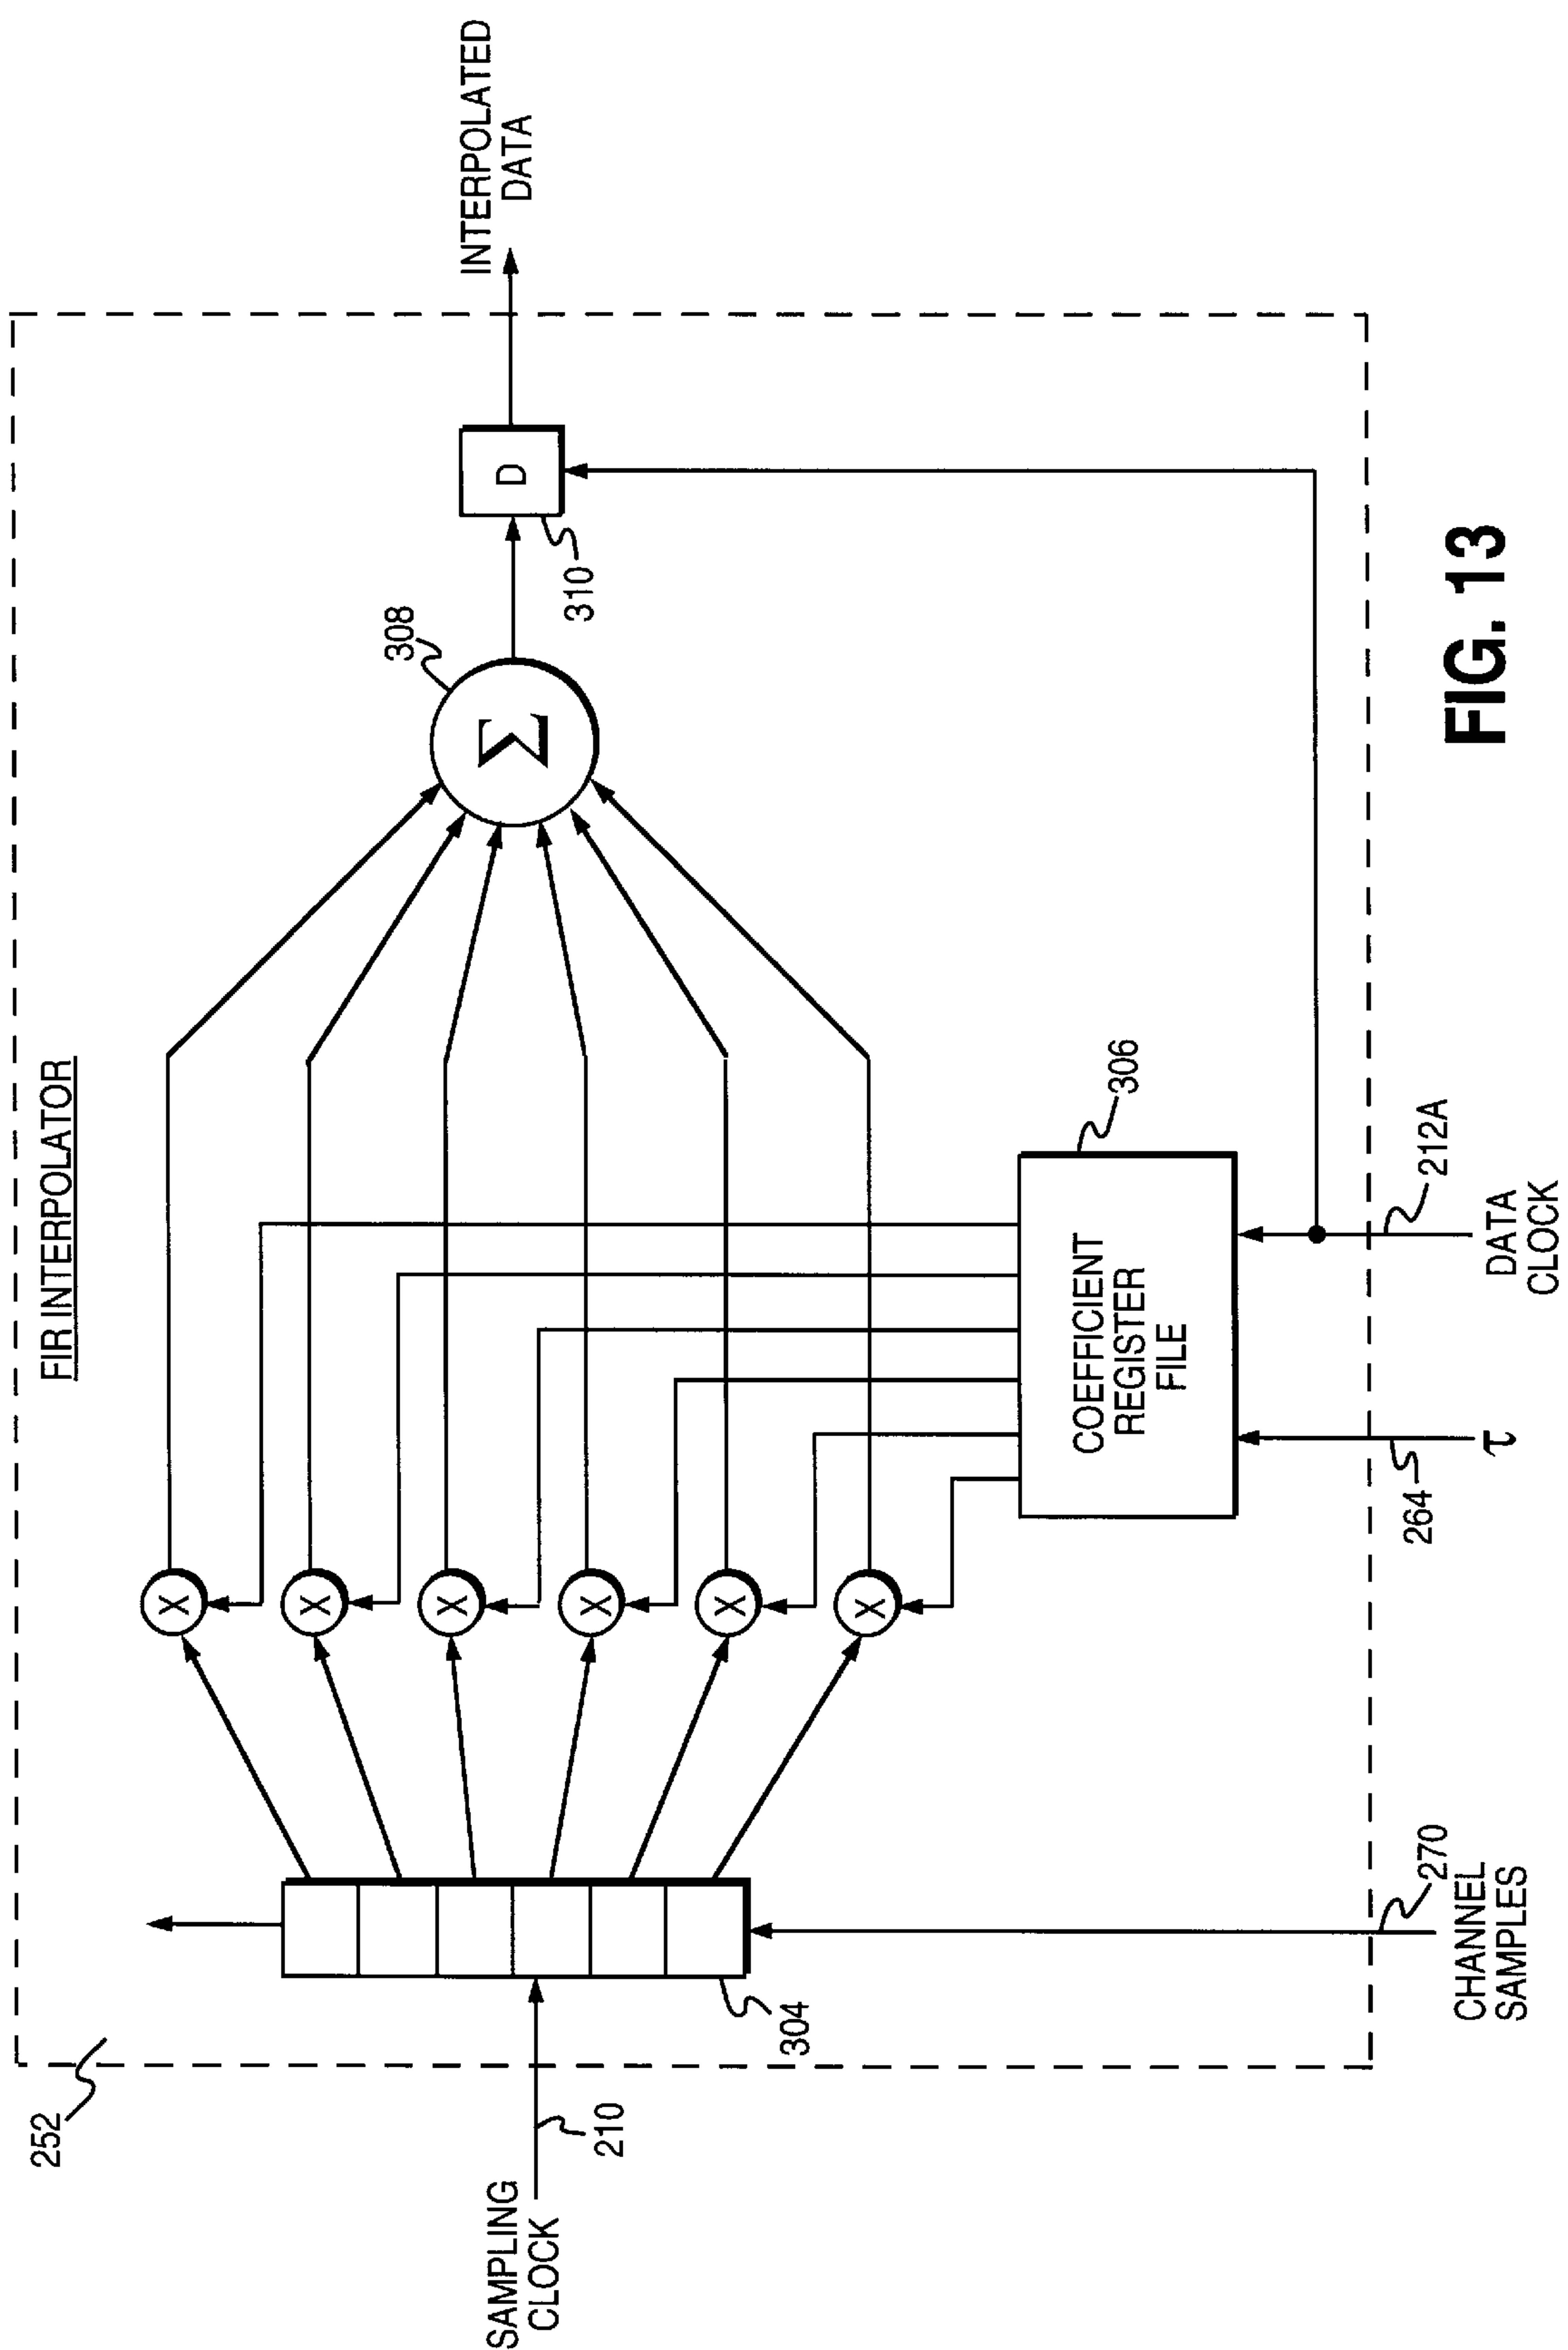 252
FIR INTERPOLATOR
X
X
X
X
X
X
308
SAMPLING
CLOCK
210
304
Σ
D
310
INTERPOLATED
DATA
306
COEFFICIENT
REGISTER
FILE
270
CHANNEL
SAMPLES
264
τ
212A
DATA
CLOCK
FIG. 13